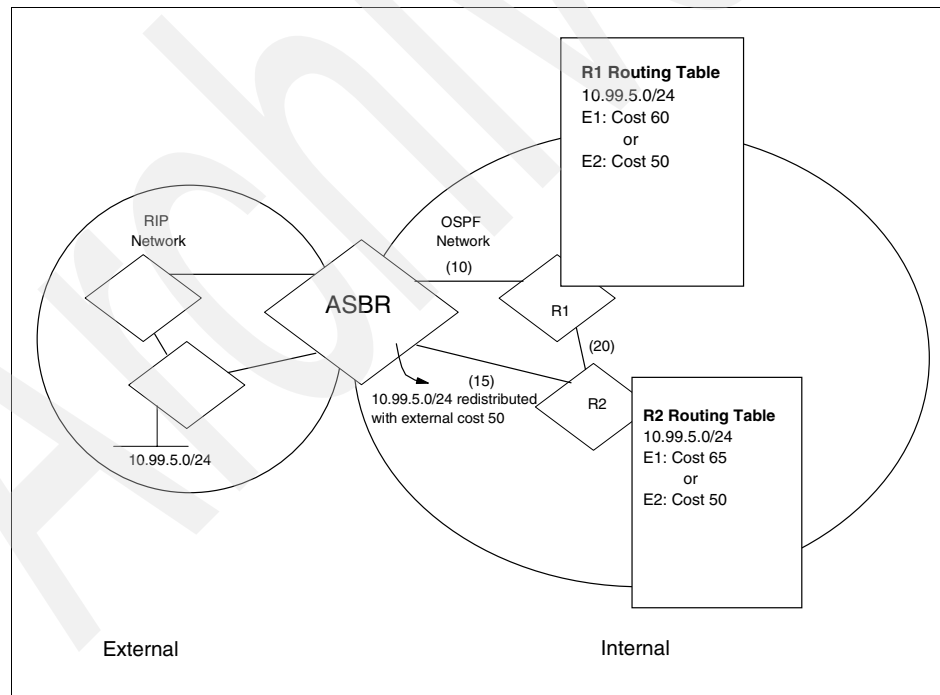 R1 Routing Table
10.99.5.0/24
E1: Cost 60
or
E2: Cost 50
RIP
Network
OSPF
Network
(10)
ASBR
R1
(20)
(15)
10.99.5.0/24 redistributed
with external cost 50
R2
R2 Routing Table
10.99.5.0/24
E1: Cost 65
or
E2: Cost 50
10.99.5.0/24
External
Internal